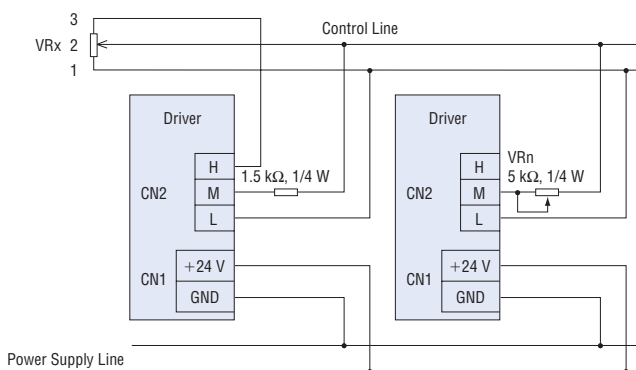 3
VRx 2
1
Control Line
Driver
H
1.5 kΩ, 1/4 W
CN2
M
L
+24 V
CN1
GND
Driver
H
VRn
5 kΩ, 1/4 W
CN2
M
L
+24 V
CN1
GND
Power Supply Line